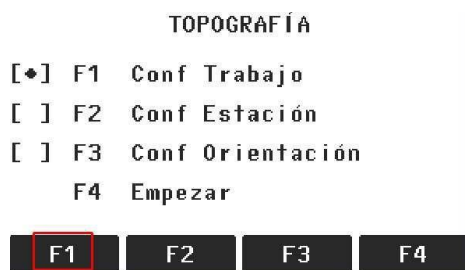 TOPOGRAFÍA
[•] F1 Conf Trabajo
[ ] F2 Conf Estación
[ ] F3 Conf Orientación
F4 Empezar
F1 F2 F3 F4